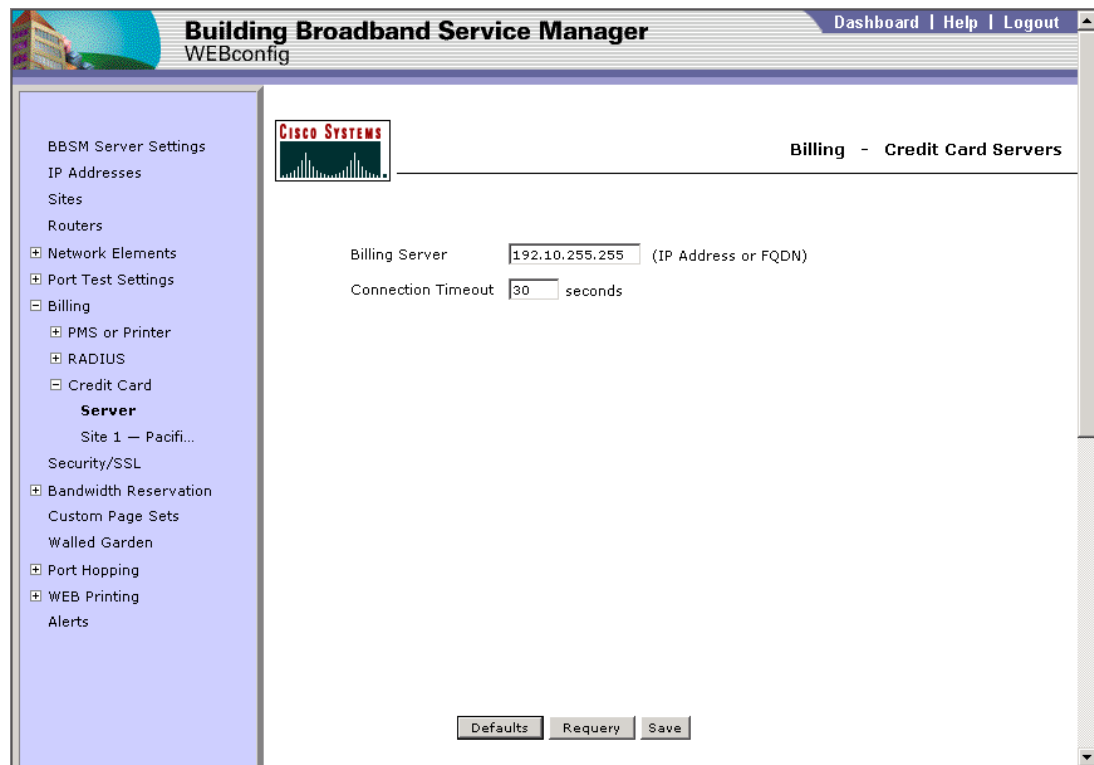 Building Broadband Service Manager
WEBconfig
Dashboard | Help | Logout
BBSM Server Settings
IP Addresses
Sites
Routers
Network Elements
Port Test Settings
Billing
PMS or Printer
RADIUS
Credit Card
Server
Site 1 — Pacifi...
Security/SSL
Bandwidth Reservation
Custom Page Sets
Walled Garden
Port Hopping
WEB Printing
Alerts
CISCO SYSTEMS
Billing - Credit Card Servers
Billing Server 192.10.255.255 (IP Address or FQDN)
Connection Timeout 30 seconds
Defaults Requery Save